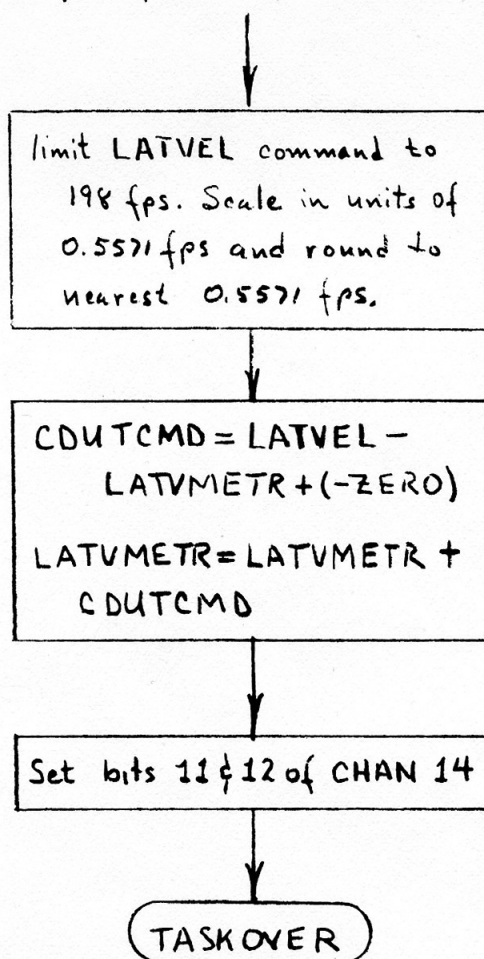 limit LATVEL command to
198 fps. Scale in units of
0.5571 fps and round to
nearest 0.5571 fps.
CDUTCMD = LATVEL -
LATVMETR + (-ZERO)
LATVMETR = LATVMETR +
CDUTCMD
Set bits 11 & 12 of CHAN 14
TASKOVER